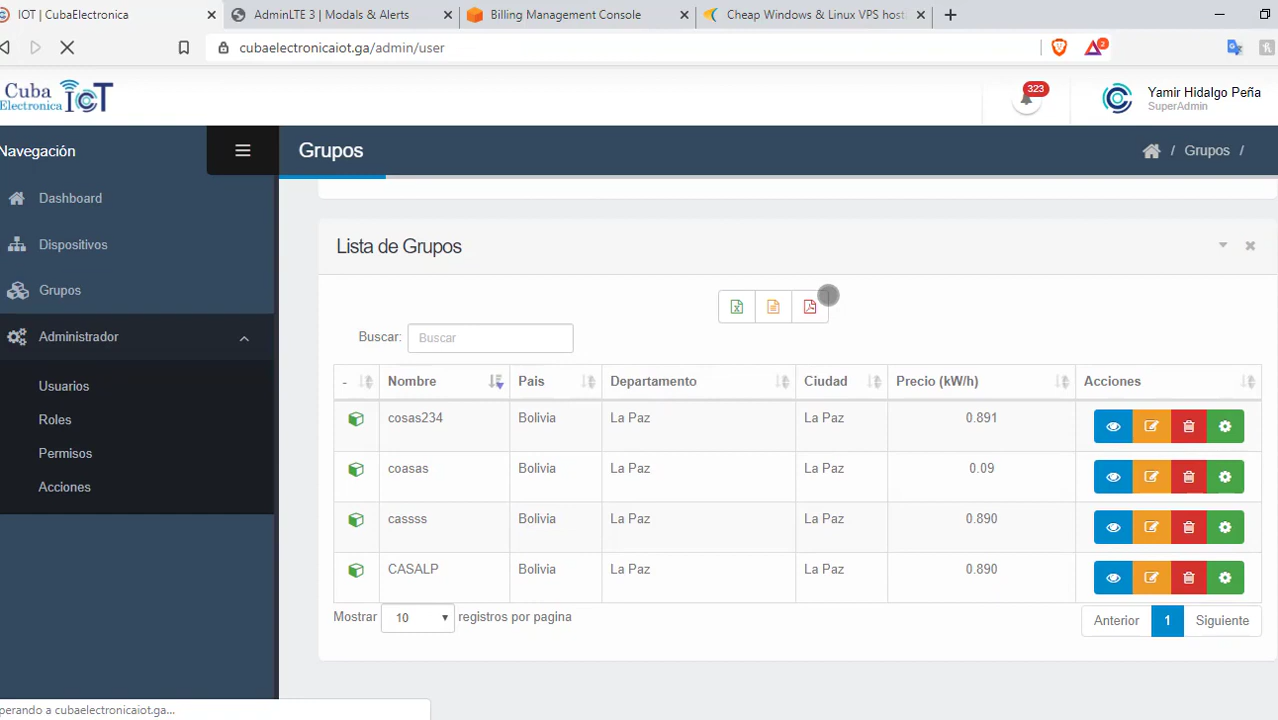 IOT | CubaElectronica
AdminLTE 3 | Modals & Alerts
Billing Management Console
Cheap Windows & Linux VPS host
cubaelectronicaiot.ga/admin/user
2
Cuba
Electronica
IoT
323
Yamir Hidalgo Peña
SuperAdmin
Navegación
Grupos
/ Grupos /
Dashboard
Dispositivos
Grupos
Administrador
Usuarios
Roles
Permisos
Acciones
Lista de Grupos
Buscar: Buscar
- Nombre Pais Departamento Ciudad Precio (kW/h) Acciones
cosas234 Bolivia La Paz La Paz 0.891
coasas Bolivia La Paz La Paz 0.09
cassss Bolivia La Paz La Paz 0.890
CASALP Bolivia La Paz La Paz 0.890
Mostrar 10 registros por pagina
Anterior 1 Siguiente
perando a cubaelectronicaiot.ga...